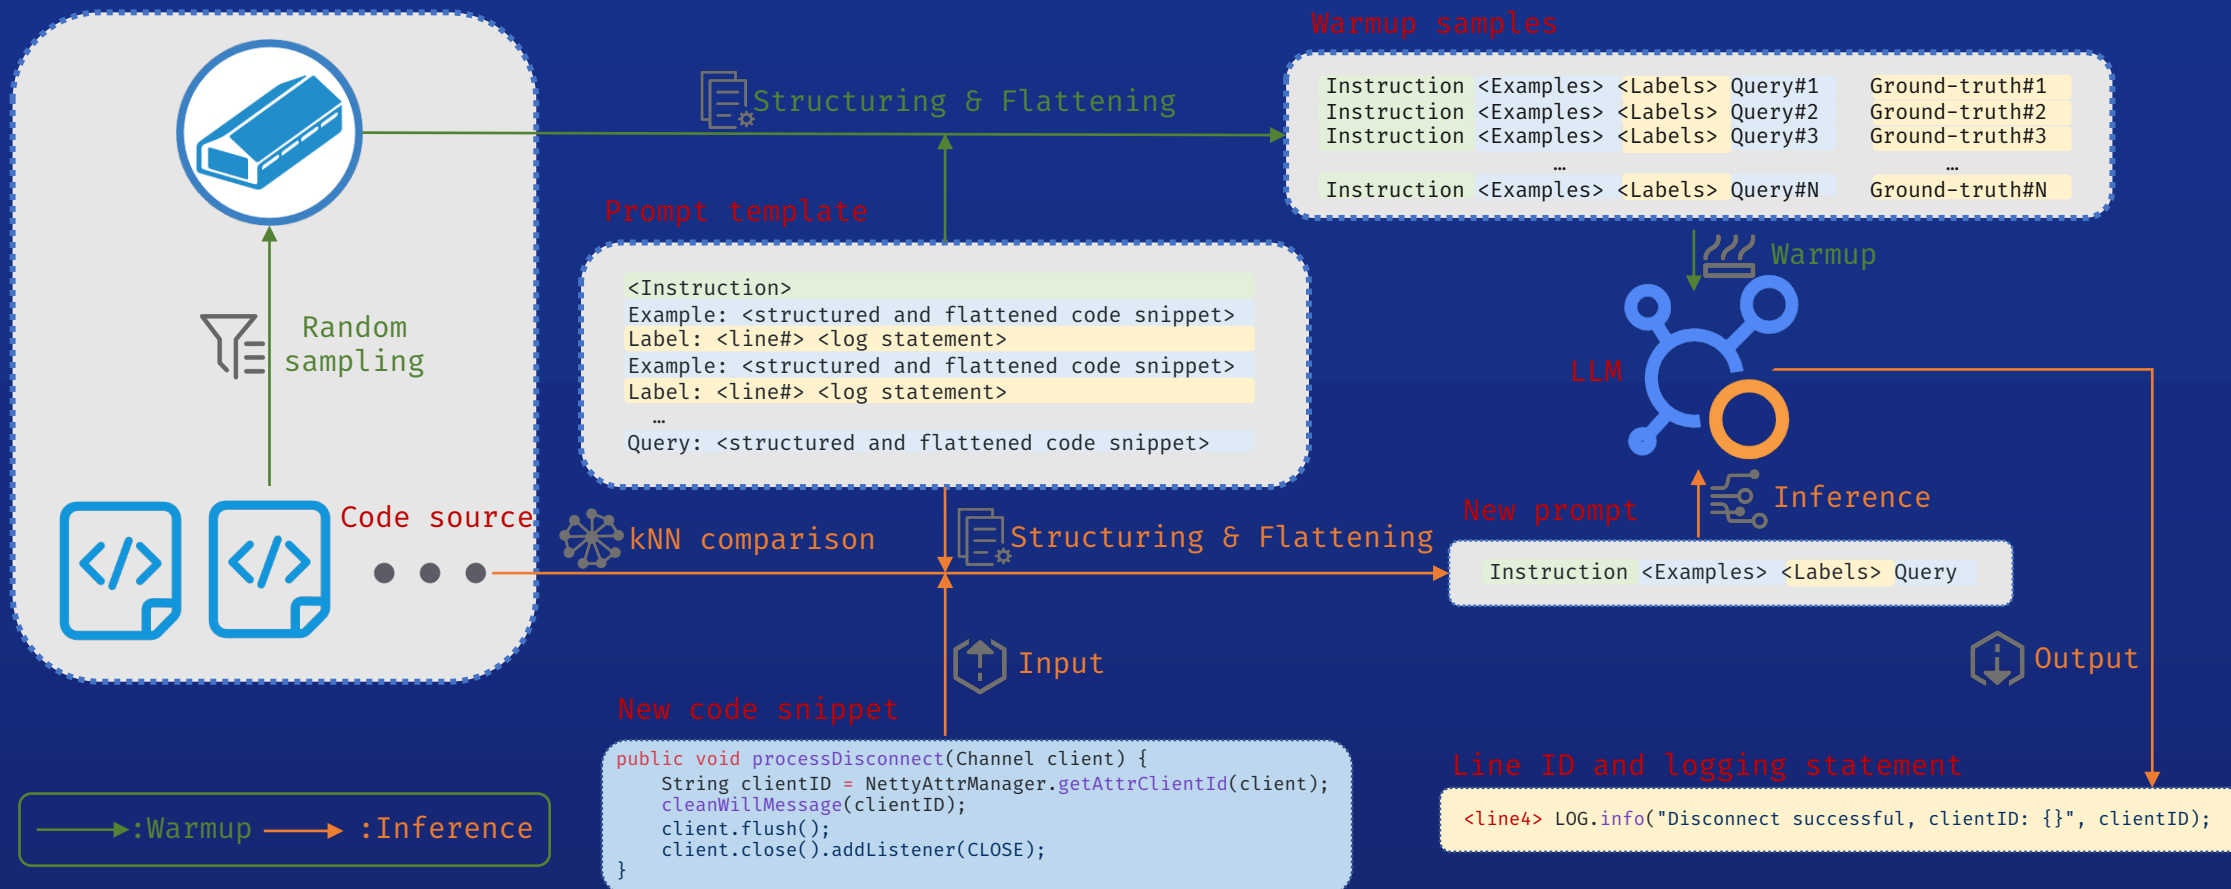 Warmup samples
Instruction <Examples> <Labels> Query#1 Ground-truth#1
Instruction <Examples> <Labels> Query#2 Ground-truth#2
Instruction <Examples> <Labels> Query#3 Ground-truth#3
… …
Instruction <Examples> <Labels> Query#N Ground-truth#N
Structuring & Flattening
Prompt template
<Instruction>
Example: <structured and flattened code snippet>
Label: <line#> <log statement>
Example: <structured and flattened code snippet>
Label: <line#> <log statement>
…
Query: <structured and flattened code snippet>
Warmup
Random
sampling
LLM
Code source
kNN comparison
Structuring & Flattening
New prompt
Inference
Instruction <Examples> <Labels> Query
Input
Output
New code snippet
public void processDisconnect(Channel client) {
String clientID = NettyAttrManager.getAttrClientId(client);
cleanWillMessage(clientID);
client.flush();
client.close().addListener(CLOSE);
}
Line ID and logging statement
<line4> LOG.info("Disconnect successful, clientID: {}", clientID);
:Warmup :Inference